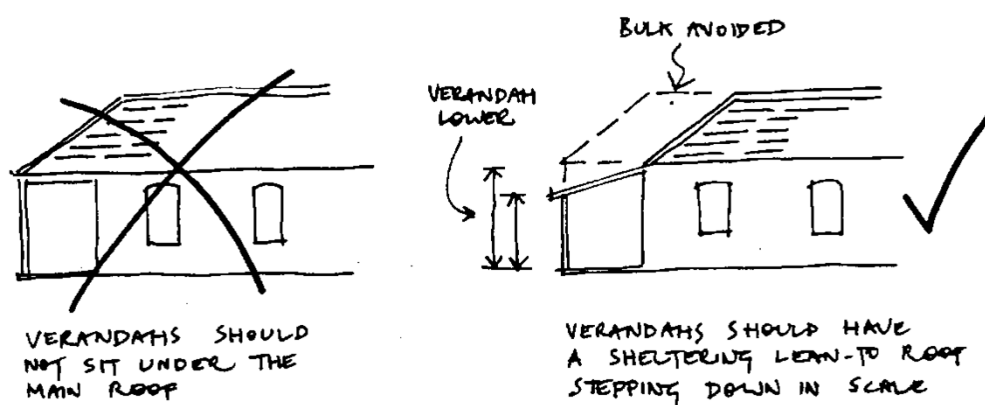 BULK AVOIDED
VERANDAH
LOWER
VERANDAHS SHOULD
NOT SIT UNDER THE
MAIN ROOF
VERANDAHS SHOULD HAVE
A SHELTERING LEAN-TO ROOF
STEPPING DOWN IN SCALE